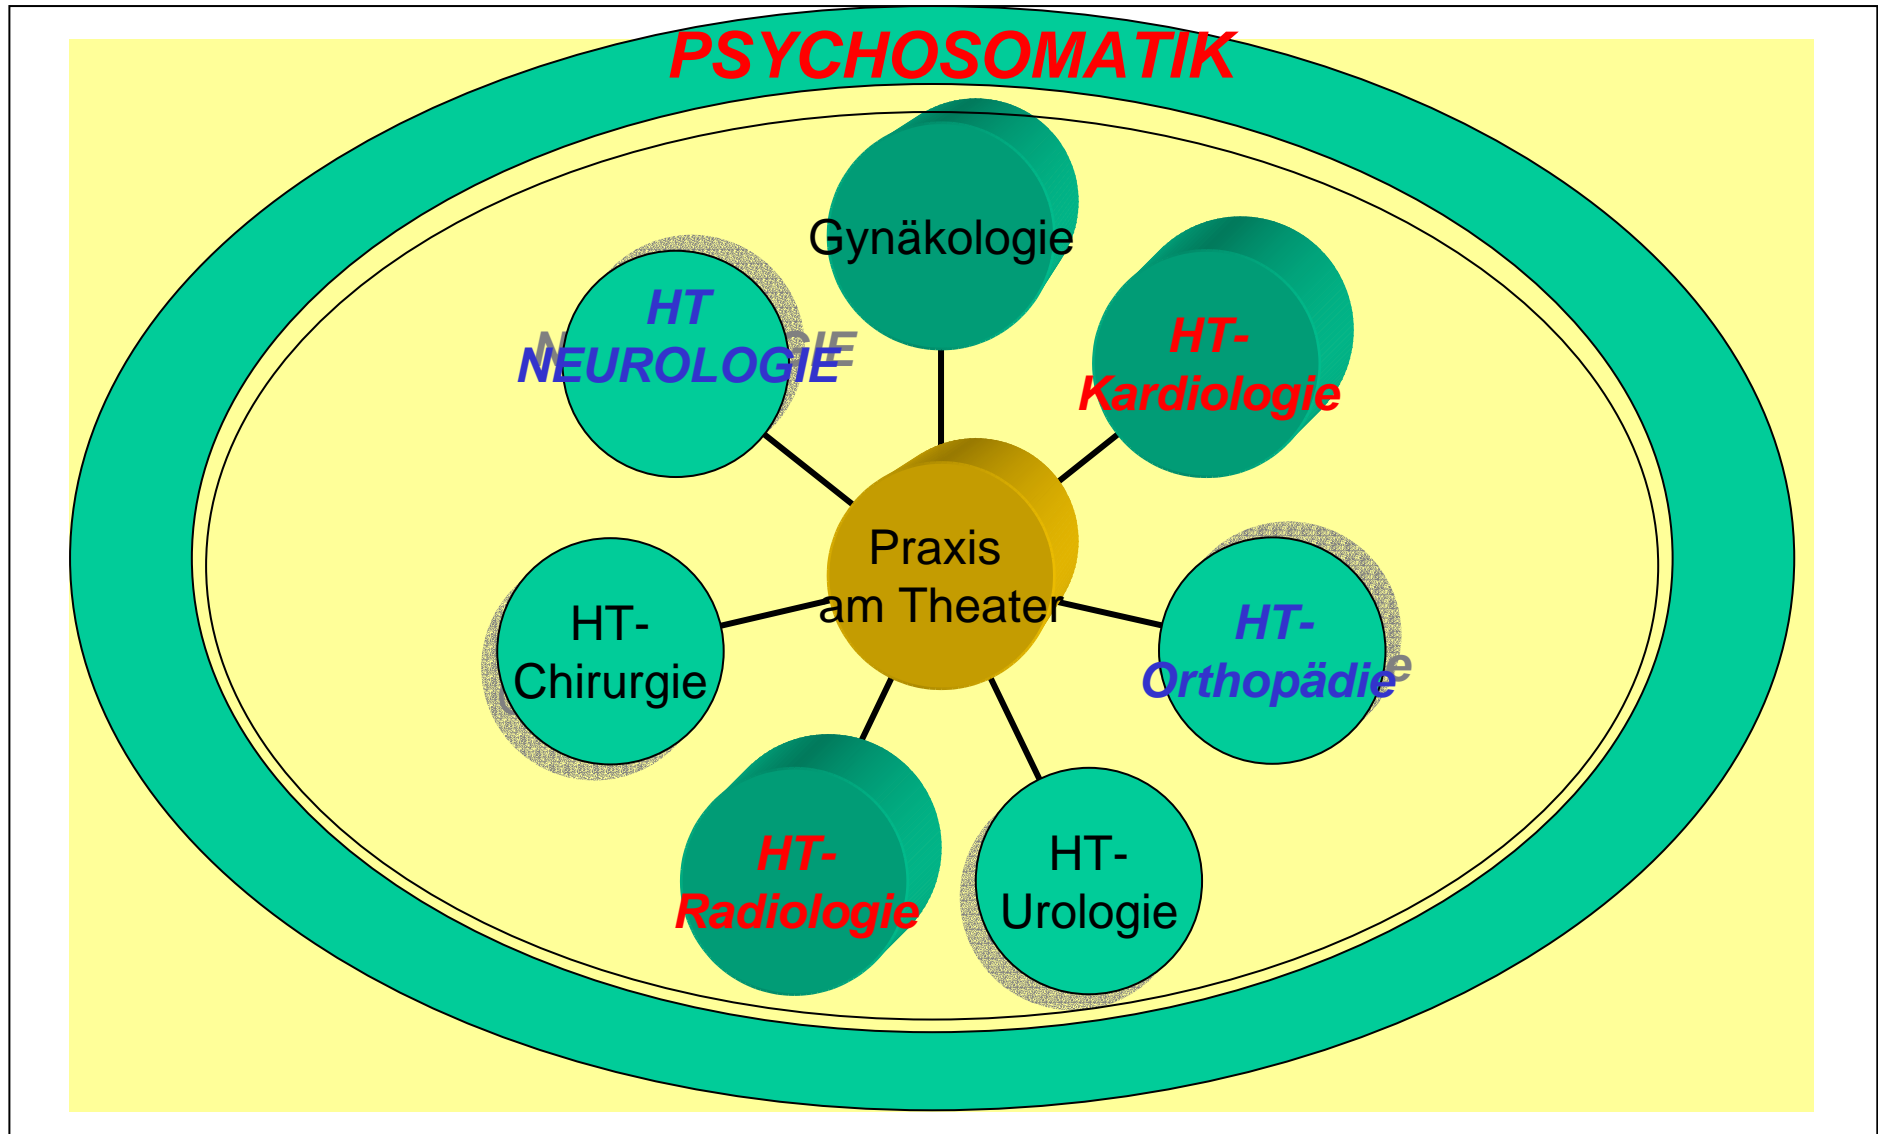 PSYCHOSOMATIK
Gynäkologie
HT
NEUROLOGIE
HT-
Kardiologie
Praxis
am Theater
HT-
Chirurgie
HT-
Orthopädie
HT-
Radiologie
HT-
Urologie